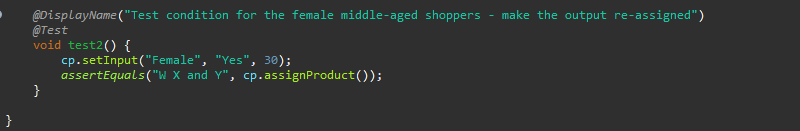 @DisplayName("Test condition for the female middle-aged shoppers - make the output re-assigned")
@Test
void test2() {
cp.setInput("Female", "Yes", 30);
assertEquals("W X and Y", cp.assignProduct());
}
}